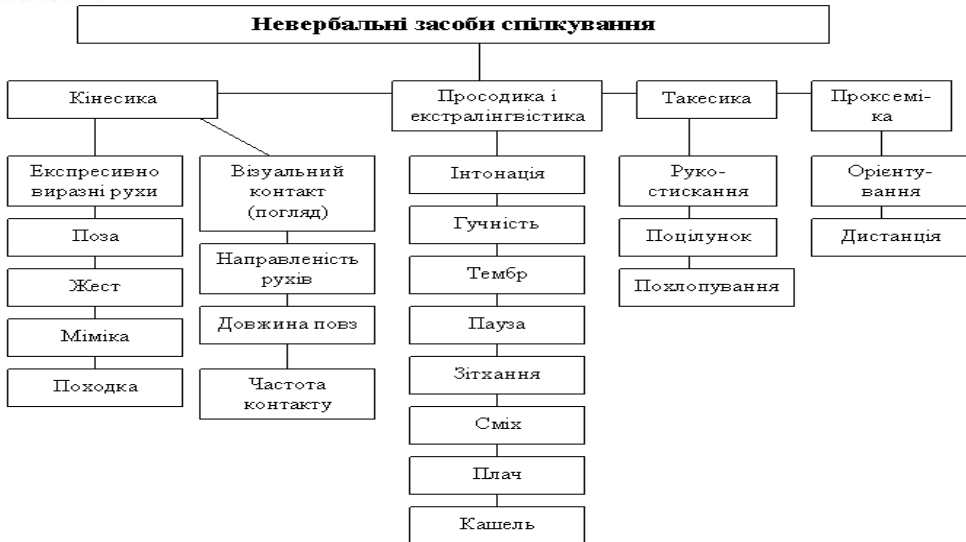 Невербальні засоби спілкування
Кінесика
Просодика і
екстралінгвістика
Такесика
Проксемі-
ка
Експресивно
виразні рухи
Поза
Жест
Міміка
Походка
Візуальний
контакт
(погляд)
Направленість
рухів
Довжина повз
Частота
контакту
Інтонація
Гучність
Тембр
Пауза
Зітхання
Сміх
Плач
Кашель
Руко-
стискання
Поцілунок
Похлопування
Орієнту-
вання
Дистанція